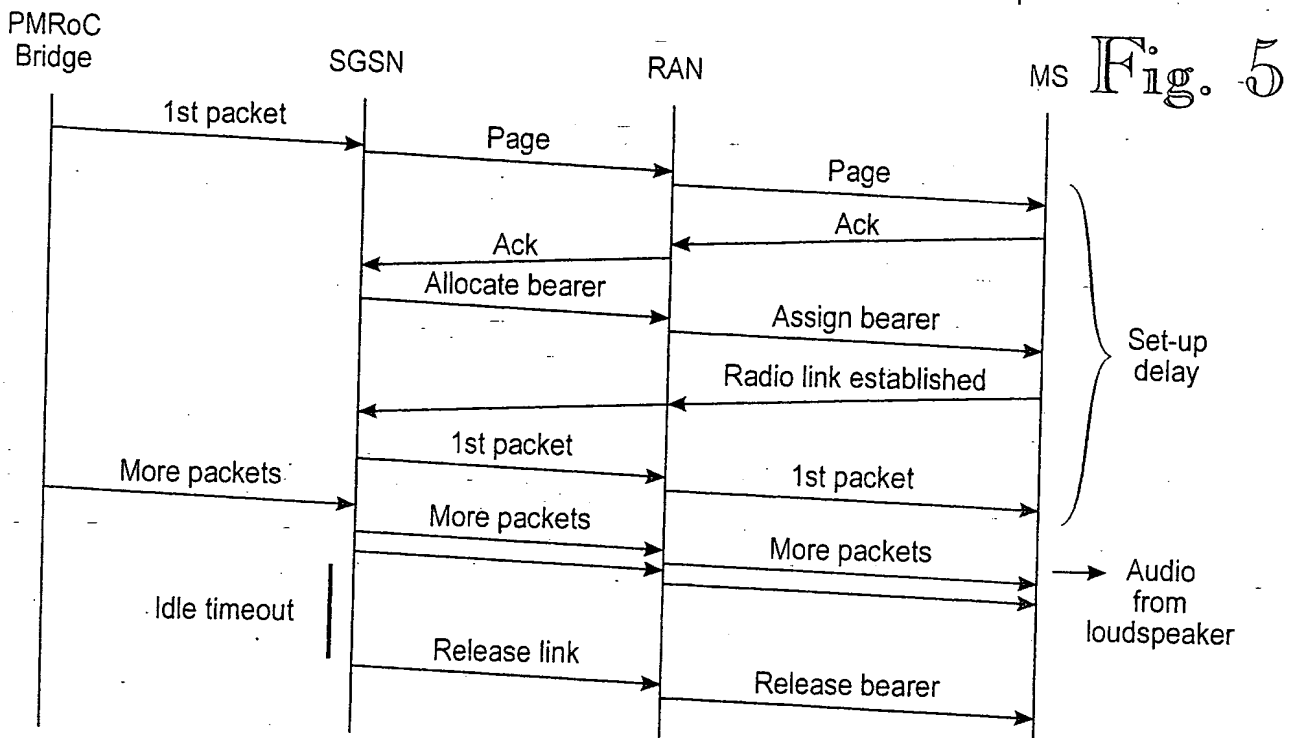 PMRoC
Bridge
SGSN
RAN
MS
Fig. 5
1st packet
Page
Page
Ack
Ack
Allocate bearer
Assign bearer
Set-up
delay
Radio link established
1st packet
More packets
1st packet
More packets
More packets
Audio
from
loudspeaker
Idle timeout
Release link
Release bearer